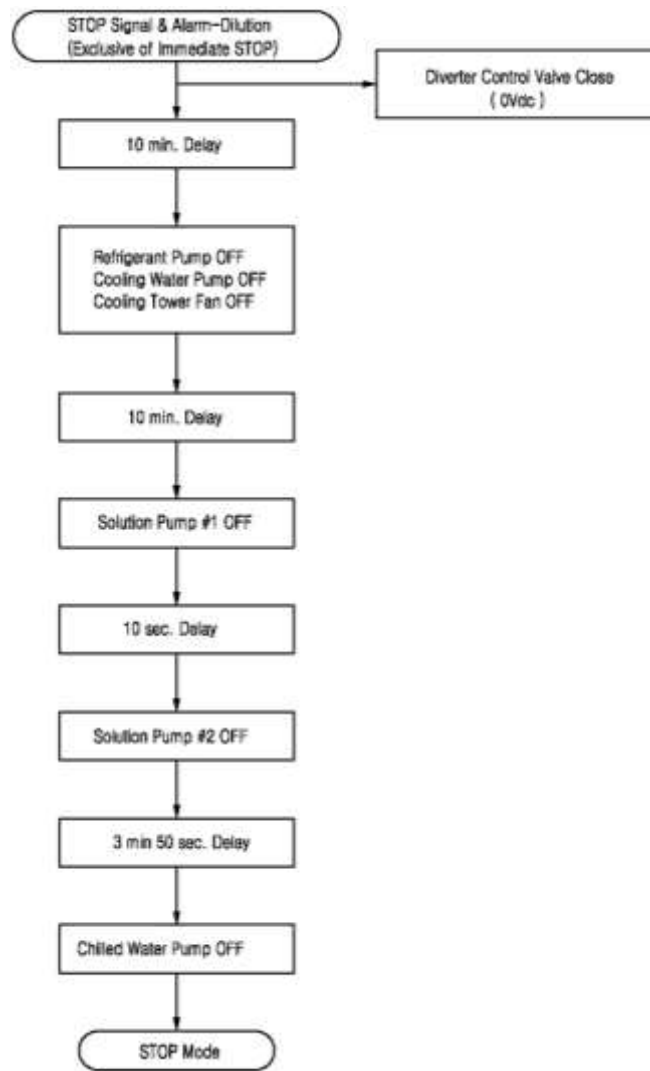 STOP Signal & Alarm-Dilution
(Exclusive of Immediate STOP)
Diverter Control Valve Close
( 0Vdc )
10 min. Delay
Refrigerant Pump OFF
Cooling Water Pump OFF
Cooling Tower Fan OFF
10 min. Delay
Solution Pump #1 OFF
10 sec. Delay
Solution Pump #2 OFF
3 min 50 sec. Delay
Chilled Water Pump OFF
STOP Mode